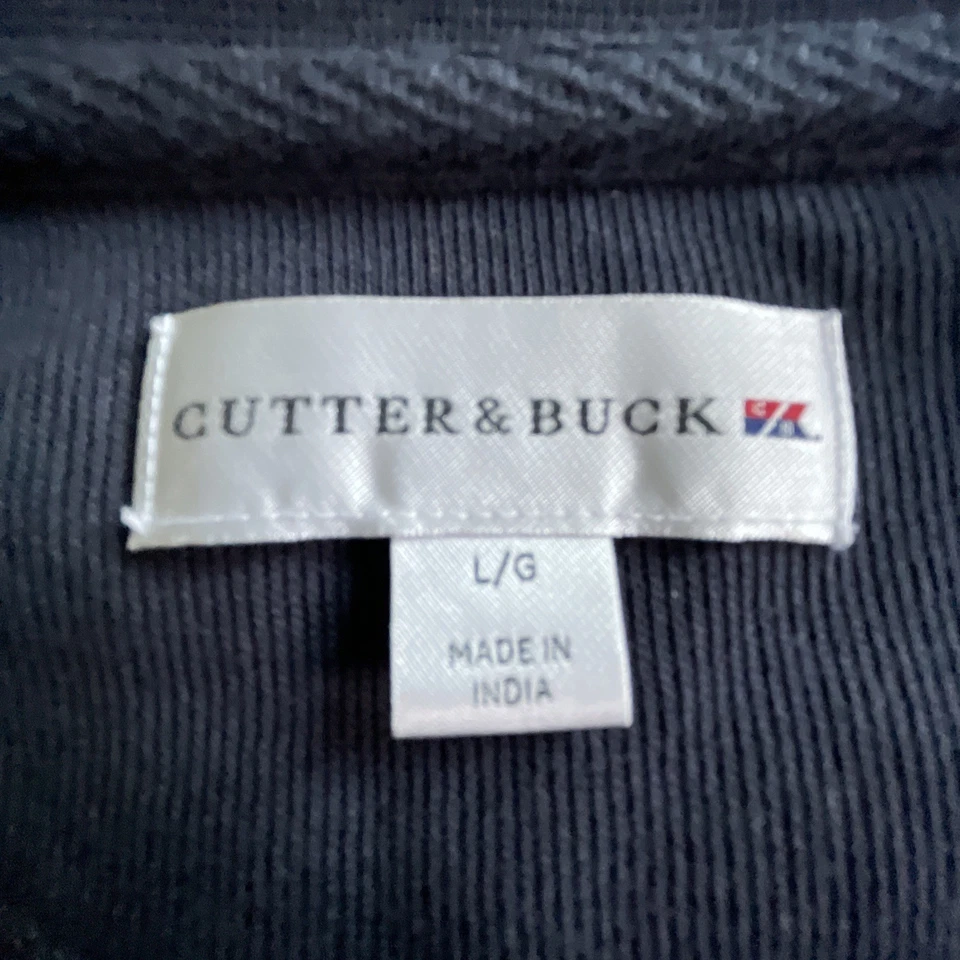 CUTTER & BUCK C/B
L/G
MADE IN
INDIA